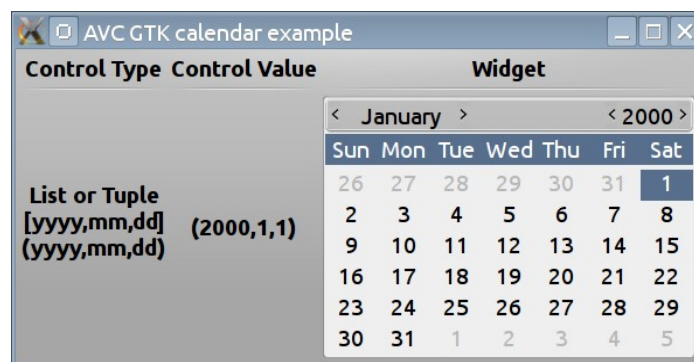 AVC GTK calendar example
Control Type Control Value Widget
< January > < 2000 >
Sun Mon Tue Wed Thu Fri Sat
26 27 28 29 30 31 1
List or Tuple
[yyyy,mm,dd]
(yyyy,mm,dd)
(2000,1,1)
2 3 4 5 6 7 8
9 10 11 12 13 14 15
16 17 18 19 20 21 22
23 24 25 26 27 28 29
30 31 1 2 3 4 5